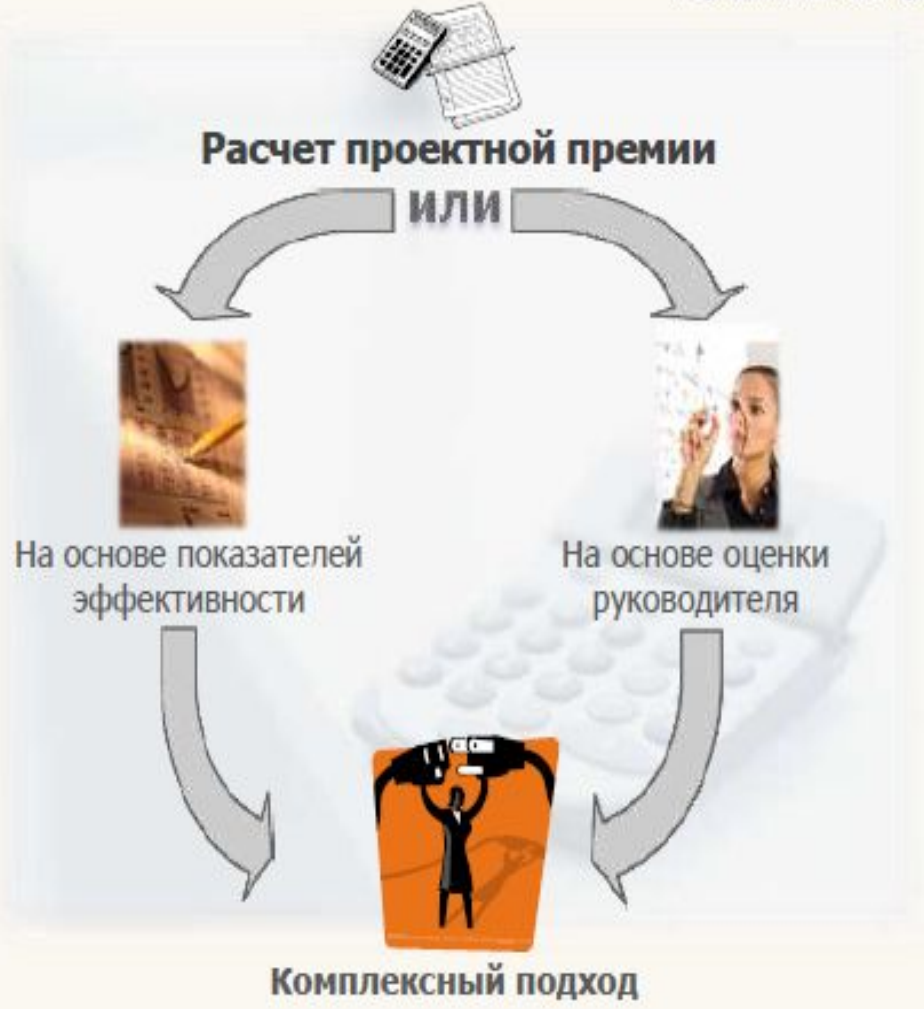 Расчет проектной премии
или
На основе показателей
эффективности
На основе оценки
руководителя
Комплексный подход